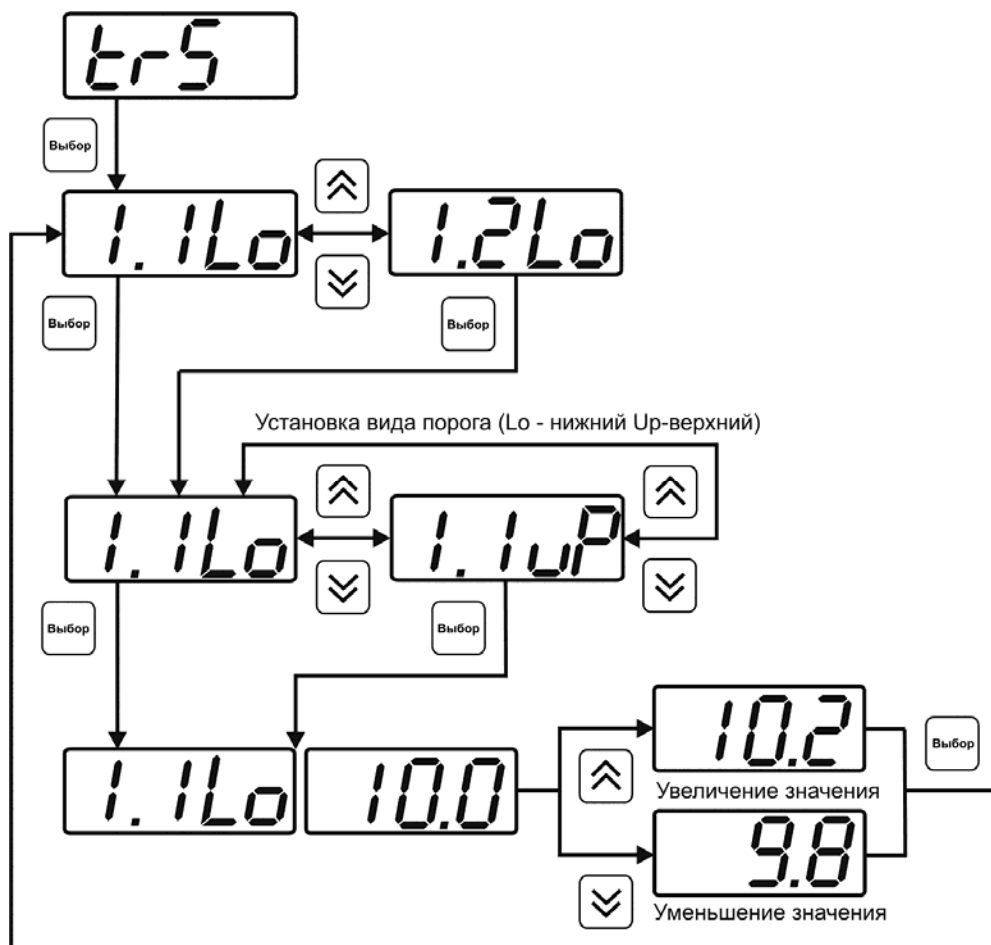 trS
Выбор
1.1Lo
1.2Lo
Выбор
Выбор
Установка вида порога (Lo - нижний Up-верхний)
1.1Lo
1.1uP
Выбор
Выбор
1.1Lo
10.0
10.2
Выбор
Увеличение значения
9.8
Уменьшение значения